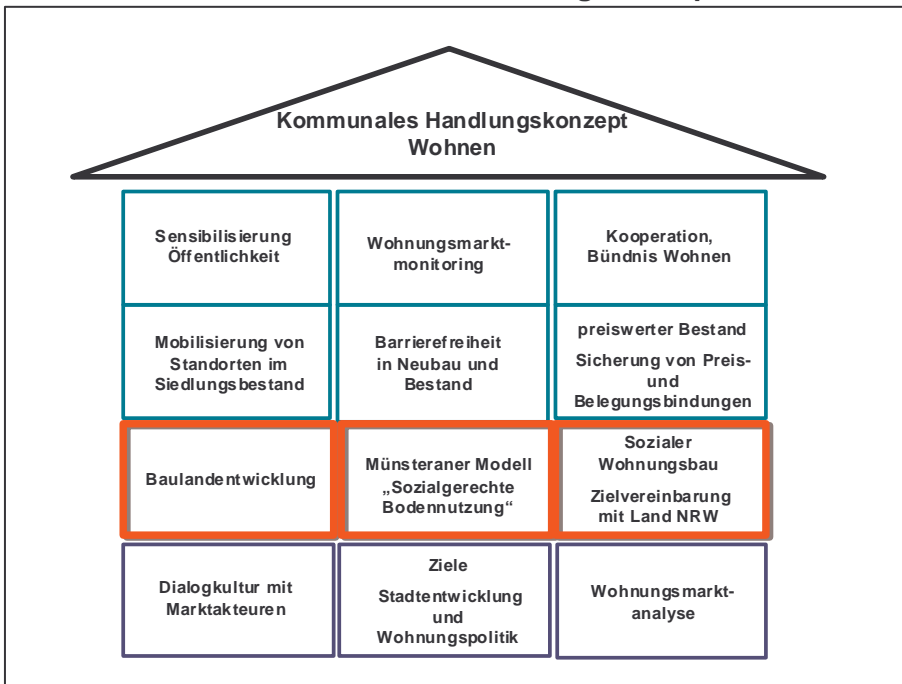 Kommunales Handlungskonzept
Wohnen
Sensibilisierung
Öffentlichkeit
Wohnungsmarkt-
monitoring
Kooperation,
Bündnis Wohnen
Mobilisierung von
Standorten im
Siedlungsbestand
Barrierefreiheit
in Neubau und
Bestand
preiswerter Bestand
Sicherung von Preis-
und
Belegungsbindungen
Baulandentwicklung
Münsteraner Modell
„Sozialgerechte
Bodennutzung“
Sozialer
Wohnungsbau
Zielvereinbarung
mit Land NRW
Dialogkultur mit
Marktakteuren
Ziele
Stadtentwicklung
und
Wohnungspolitik
Wohnungsmarkt-
analyse